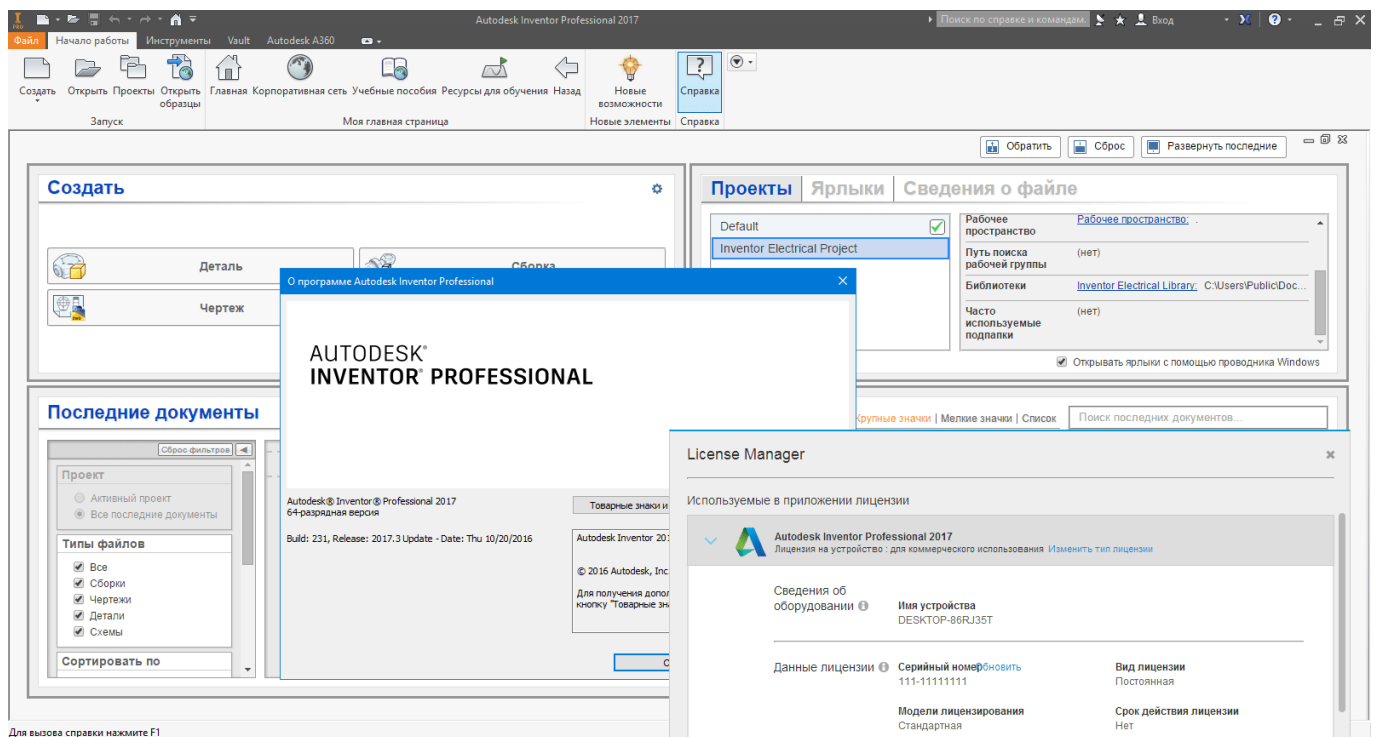 Autodesk Inventor Professional 2017
Поиск по справке и командам.
Вход
Файл
Начало работы
Инструменты
Vault
Autodesk A360
PRO
Создать
Открыть
Проекты
Открыть образцы
Главная
Корпоративная сеть
Учебные пособия
Ресурсы для обучения
Назад
Новые возможности
Справка
Запуск
Моя главная страница
Новые элементы
Справка
Обратить
Сброс
Развернуть последние
Создать
Деталь
Сборка
Чертеж
Проекты
Ярлыки
Сведения о файле
Default
Inventor Electrical Project
Рабочее пространство
Рабочее пространство: .
Путь поиска рабочей группы
(нет)
Библиотеки
Inventor Electrical Library: C:\Users\Public\Doc...
Часто используемые подпапки
(нет)
Открывать ярлыки с помощью проводника Windows
Последние документы
Крупные значки | Мелкие значки | Список
Поиск последних документов...
Сброс фильтров
Проект
Активный проект
Все последние документы
Типы файлов
Все
Сборки
Чертежи
Детали
Схемы
Сортировать по
О программе Autodesk Inventor Professional
AUTODESK®
INVENTOR® PROFESSIONAL
Autodesk® Inventor® Professional 2017
64-разрядная версия
Build: 231, Release: 2017.3 Update - Date: Thu 10/20/2016
Товарные знаки и
Autodesk Inventor 201
© 2016 Autodesk, Inc
Для получения допол
кнопку "Товарные зна
License Manager
Используемые в приложении лицензии
Autodesk Inventor Professional 2017
Лицензия на устройство : для коммерческого использования Изменить тип лицензии
Сведения об оборудовании
Имя устройства
DESKTOP-86RJ35T
Данные лицензии
Серийный номер
Обновить
111-11111111
Вид лицензии
Постоянная
Модели лицензирования
Стандартная
Срок действия лицензии
Нет
Для вызова справки нажмите F1